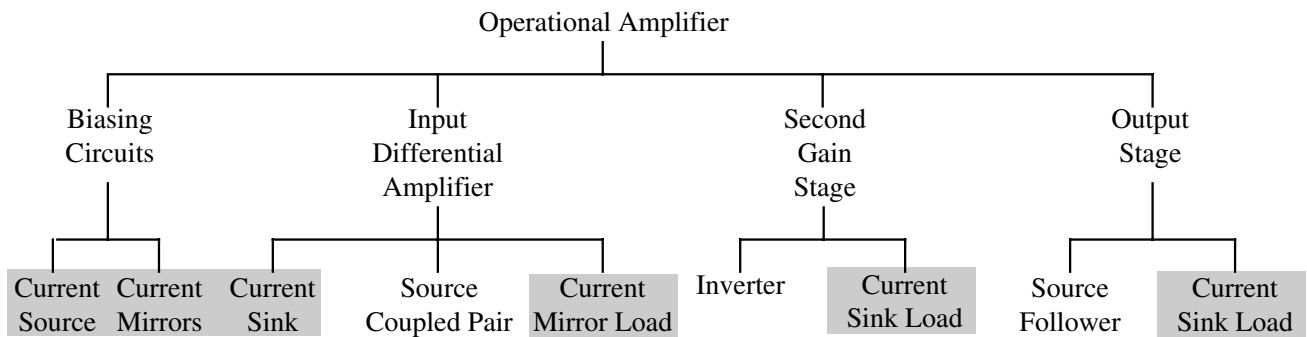 Operational Amplifier
Biasing
Circuits
Input
Differential
Amplifier
Second
Gain
Stage
Output
Stage
Current
Source
Current
Mirrors
Current
Sink
Source
Coupled Pair
Current
Mirror Load
Inverter
Current
Sink Load
Source
Follower
Current
Sink Load